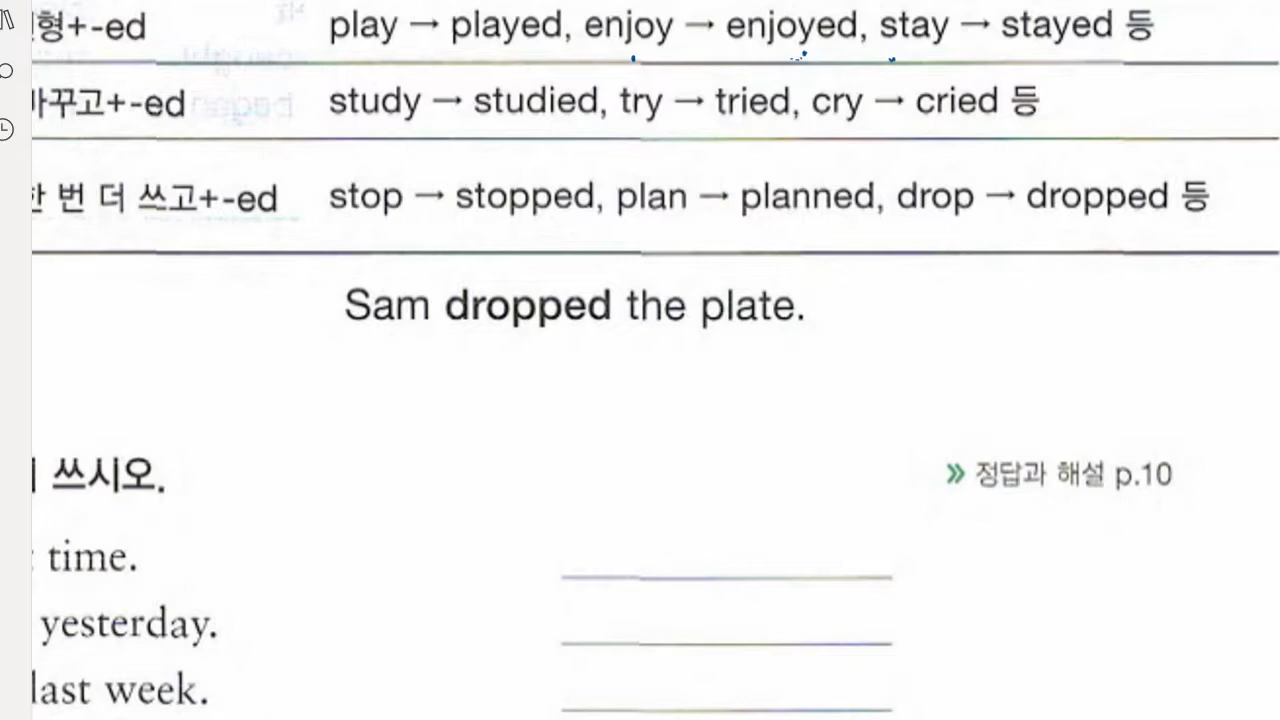 형+-ed play → played, enjoy → enjoyed, stay → stayed 등
바꾸고+-ed study → studied, try → tried, cry → cried 등
한 번 더 쓰고+-ed stop → stopped, plan → planned, drop → dropped 등
Sam dropped the plate.
쓰시오.
» 정답과 해설 p.10
time.
yesterday.
last week.